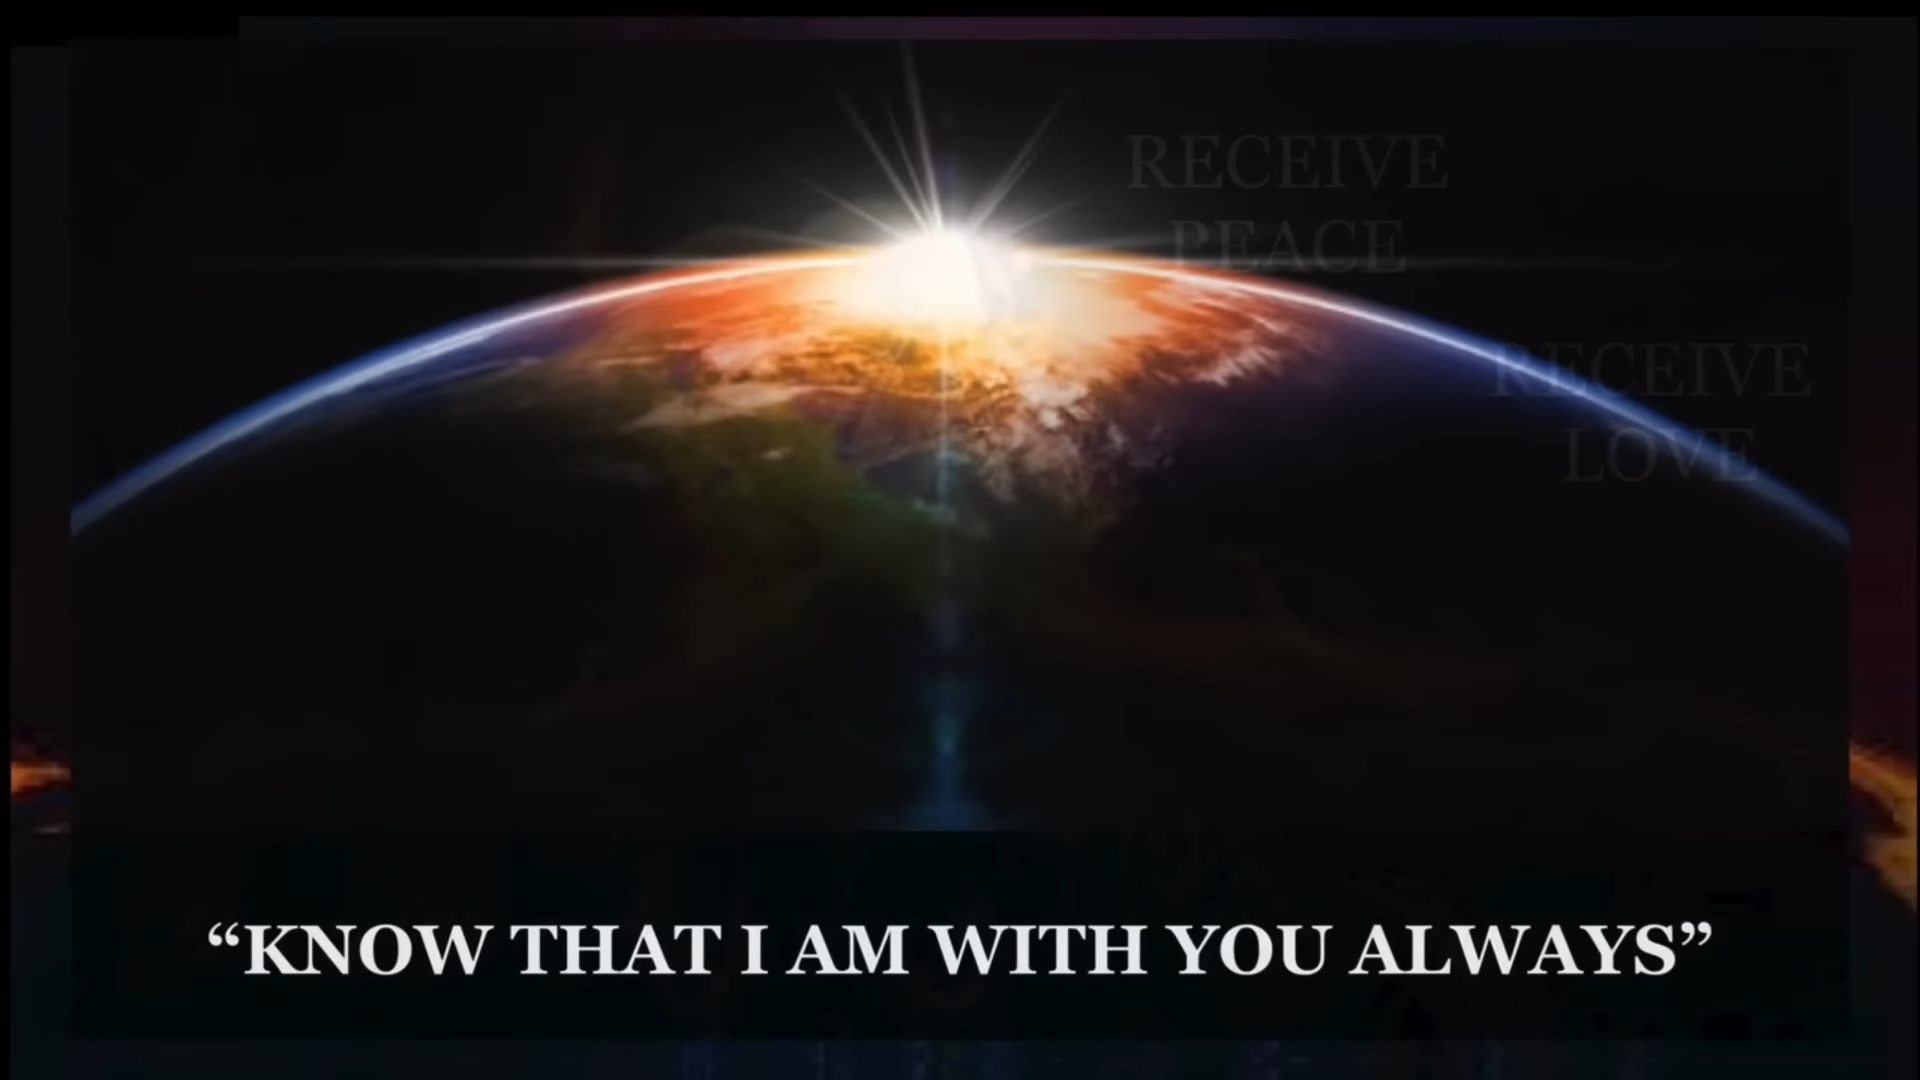 RECEIVE
PEACE
RECEIVE
LOVE
“KNOW THAT I AM WITH YOU ALWAYS”